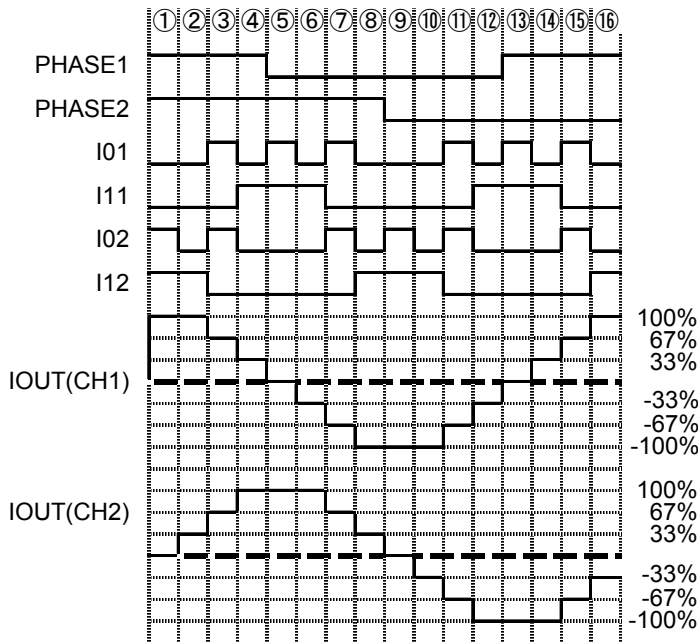 ①②③④⑤⑥⑦⑧⑨⑩⑪⑫⑬⑭⑮⑯
PHASE1
PHASE2
I01
I11
I02
I12
100%
67%
33%
IOUT(CH1)
-33%
-67%
-100%
100%
67%
33%
IOUT(CH2)
-33%
-67%
-100%